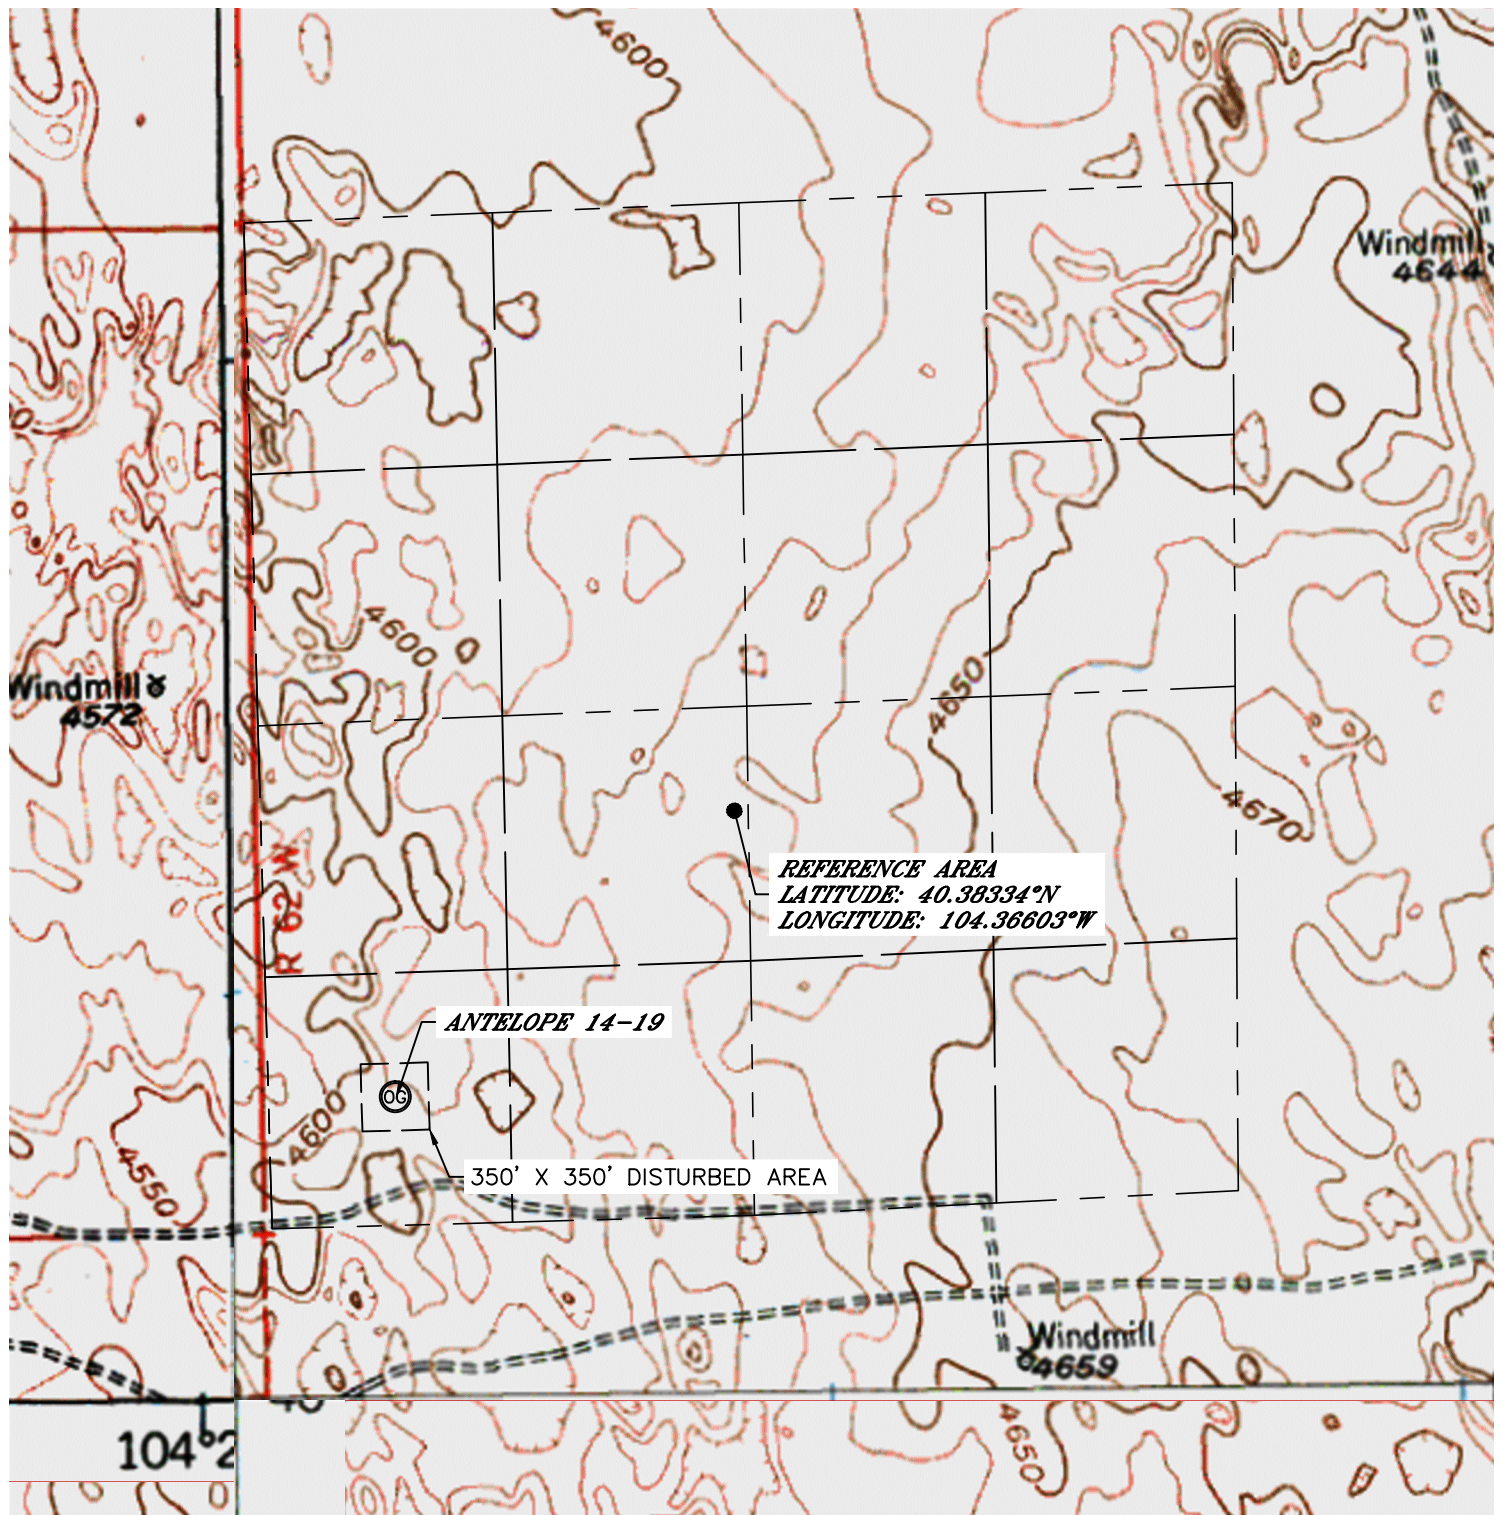 4600
Windmill
4644
4600
Windmill
4572
4650
4670
REFERENCE AREA
LATITUDE: 40.38334°N
LONGITUDE: 104.36603°W
R 62 W
ANTELOPE 14-19
OG
4600
4550
350' X 350' DISTURBED AREA
Windmill
4659
104°2
4650